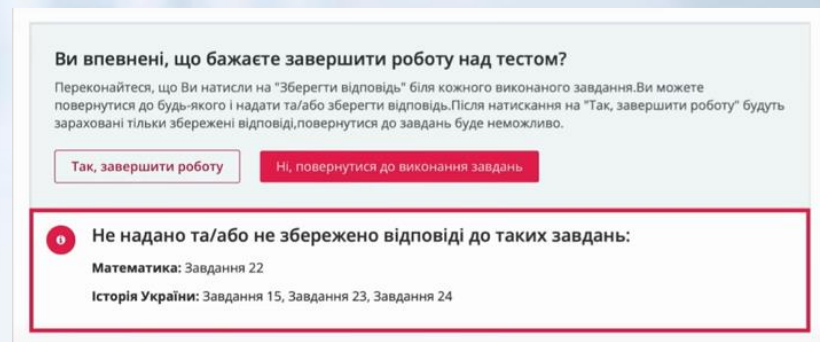 Ви впевнені, що бажаєте завершити роботу над тестом?
Переконайтеся, що Ви натисли на "Зберегти відповідь" біля кожного виконаного завдання.Ви можете
повернутися до будь-якого і надати та/або зберегти відповідь.Після натискання на "Так, завершити роботу" будуть
зараховані тільки збережені відповіді,повернутися до завдань буде неможливо.
Так, завершити роботу
Ні, повернутися до виконання завдань
Не надано та/або не збережено відповіді до таких завдань:
Математика: Завдання 22
Історія України: Завдання 15, Завдання 23, Завдання 24